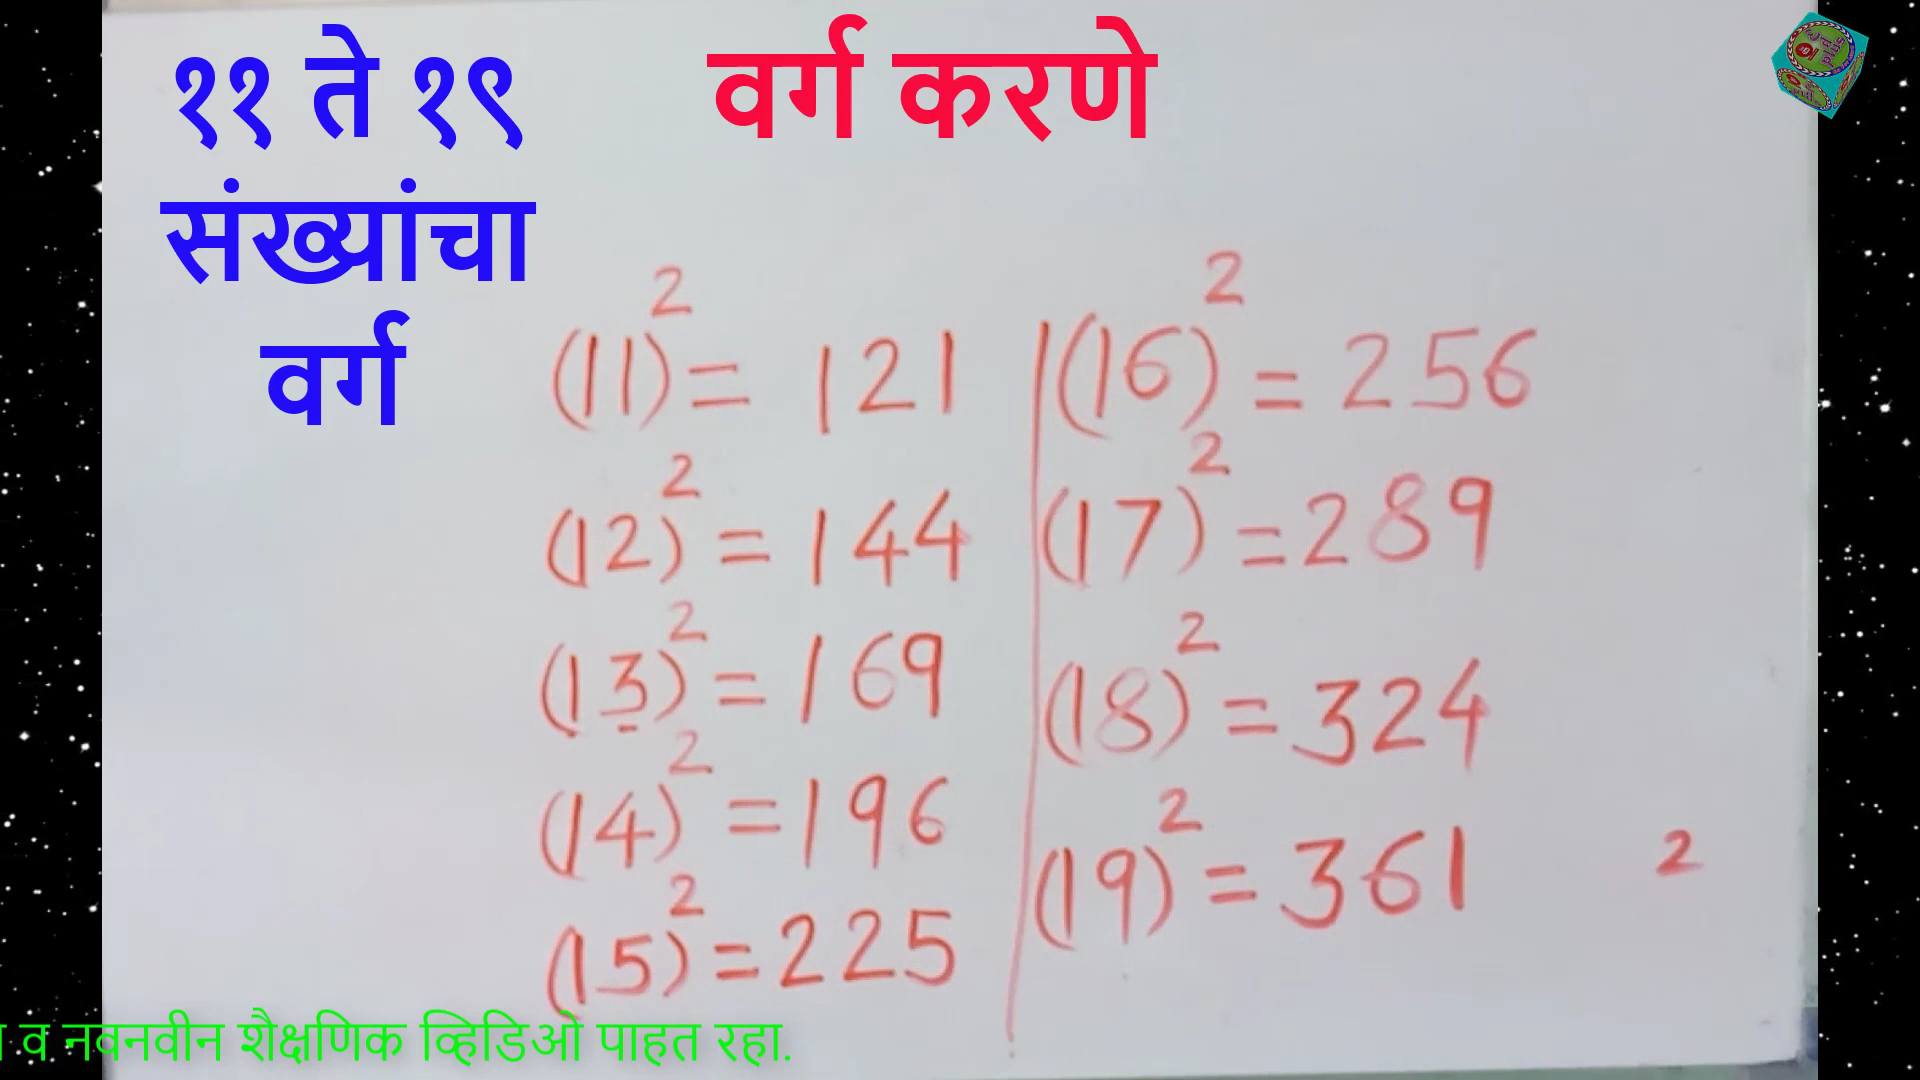 ११ ते १९
संख्यांचा
वर्ग
वर्ग करणे
(11)² = 121
(12)² = 144
(13)² = 169
(14)² = 196
(15)² = 225
(16)² = 256
(17)² = 289
(18)² = 324
(19)² = 361
2
व नवनवीन शैक्षणिक व्हिडिओ पाहत रहा.